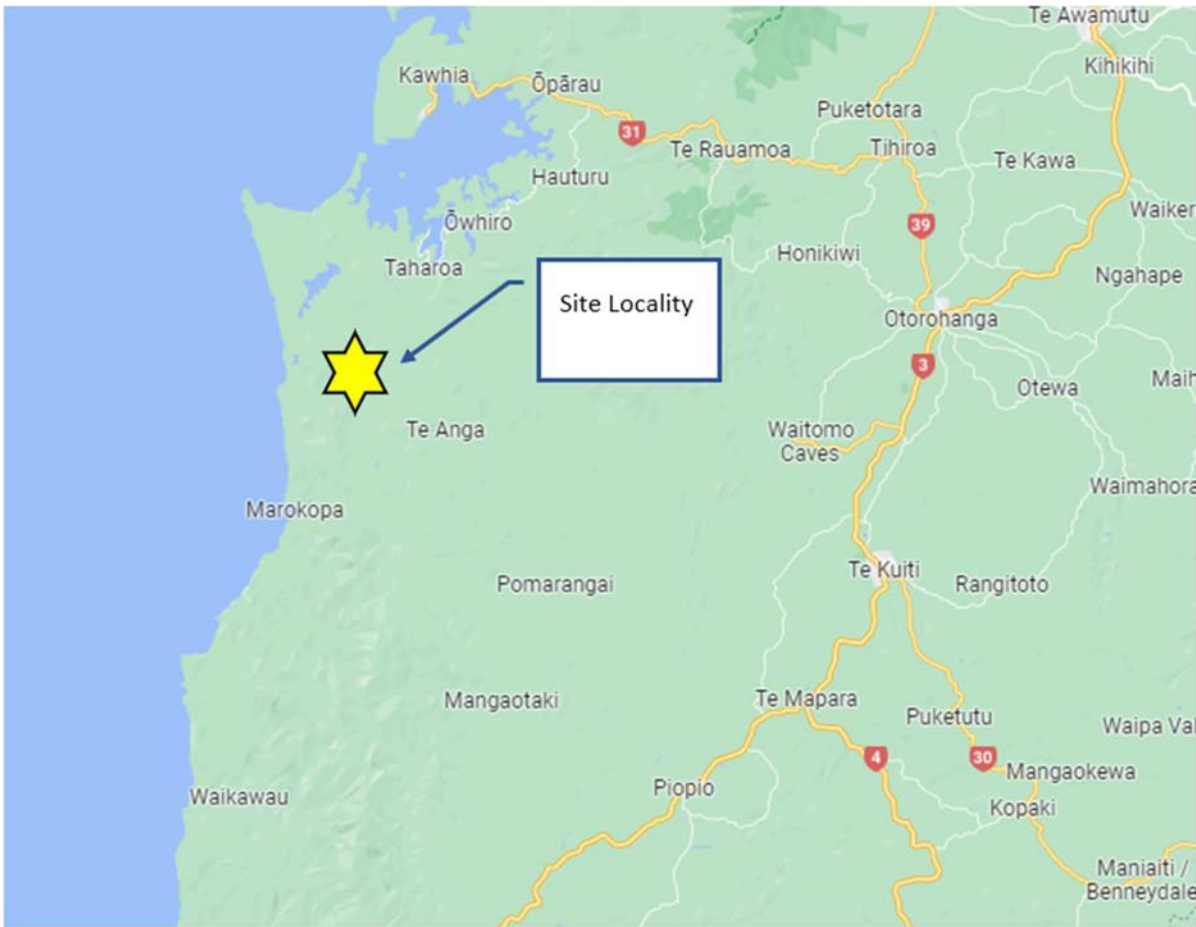 Te Awamutu
Kawhia
Ōpārau
Kihikihi
Puketotara
31
Te Rauamoa
Tihiroa
Te Kawa
Hauturu
Waiker
Ōwhiro
39
Honikiwi
Taharoa
Ngahape
Site Locality
Otorohanga
3
Otewa
Maih
Te Anga
Waitomo
Caves
Waimahora
Marokopa
Te Kuiti
Pomarangai
Rangitoto
Mangaotaki
Te Mapara
Puketutu
Waipa Val
4
30
Mangaokewa
Piopio
Waikawau
Kopaki
Maniaiti /
Benneydale